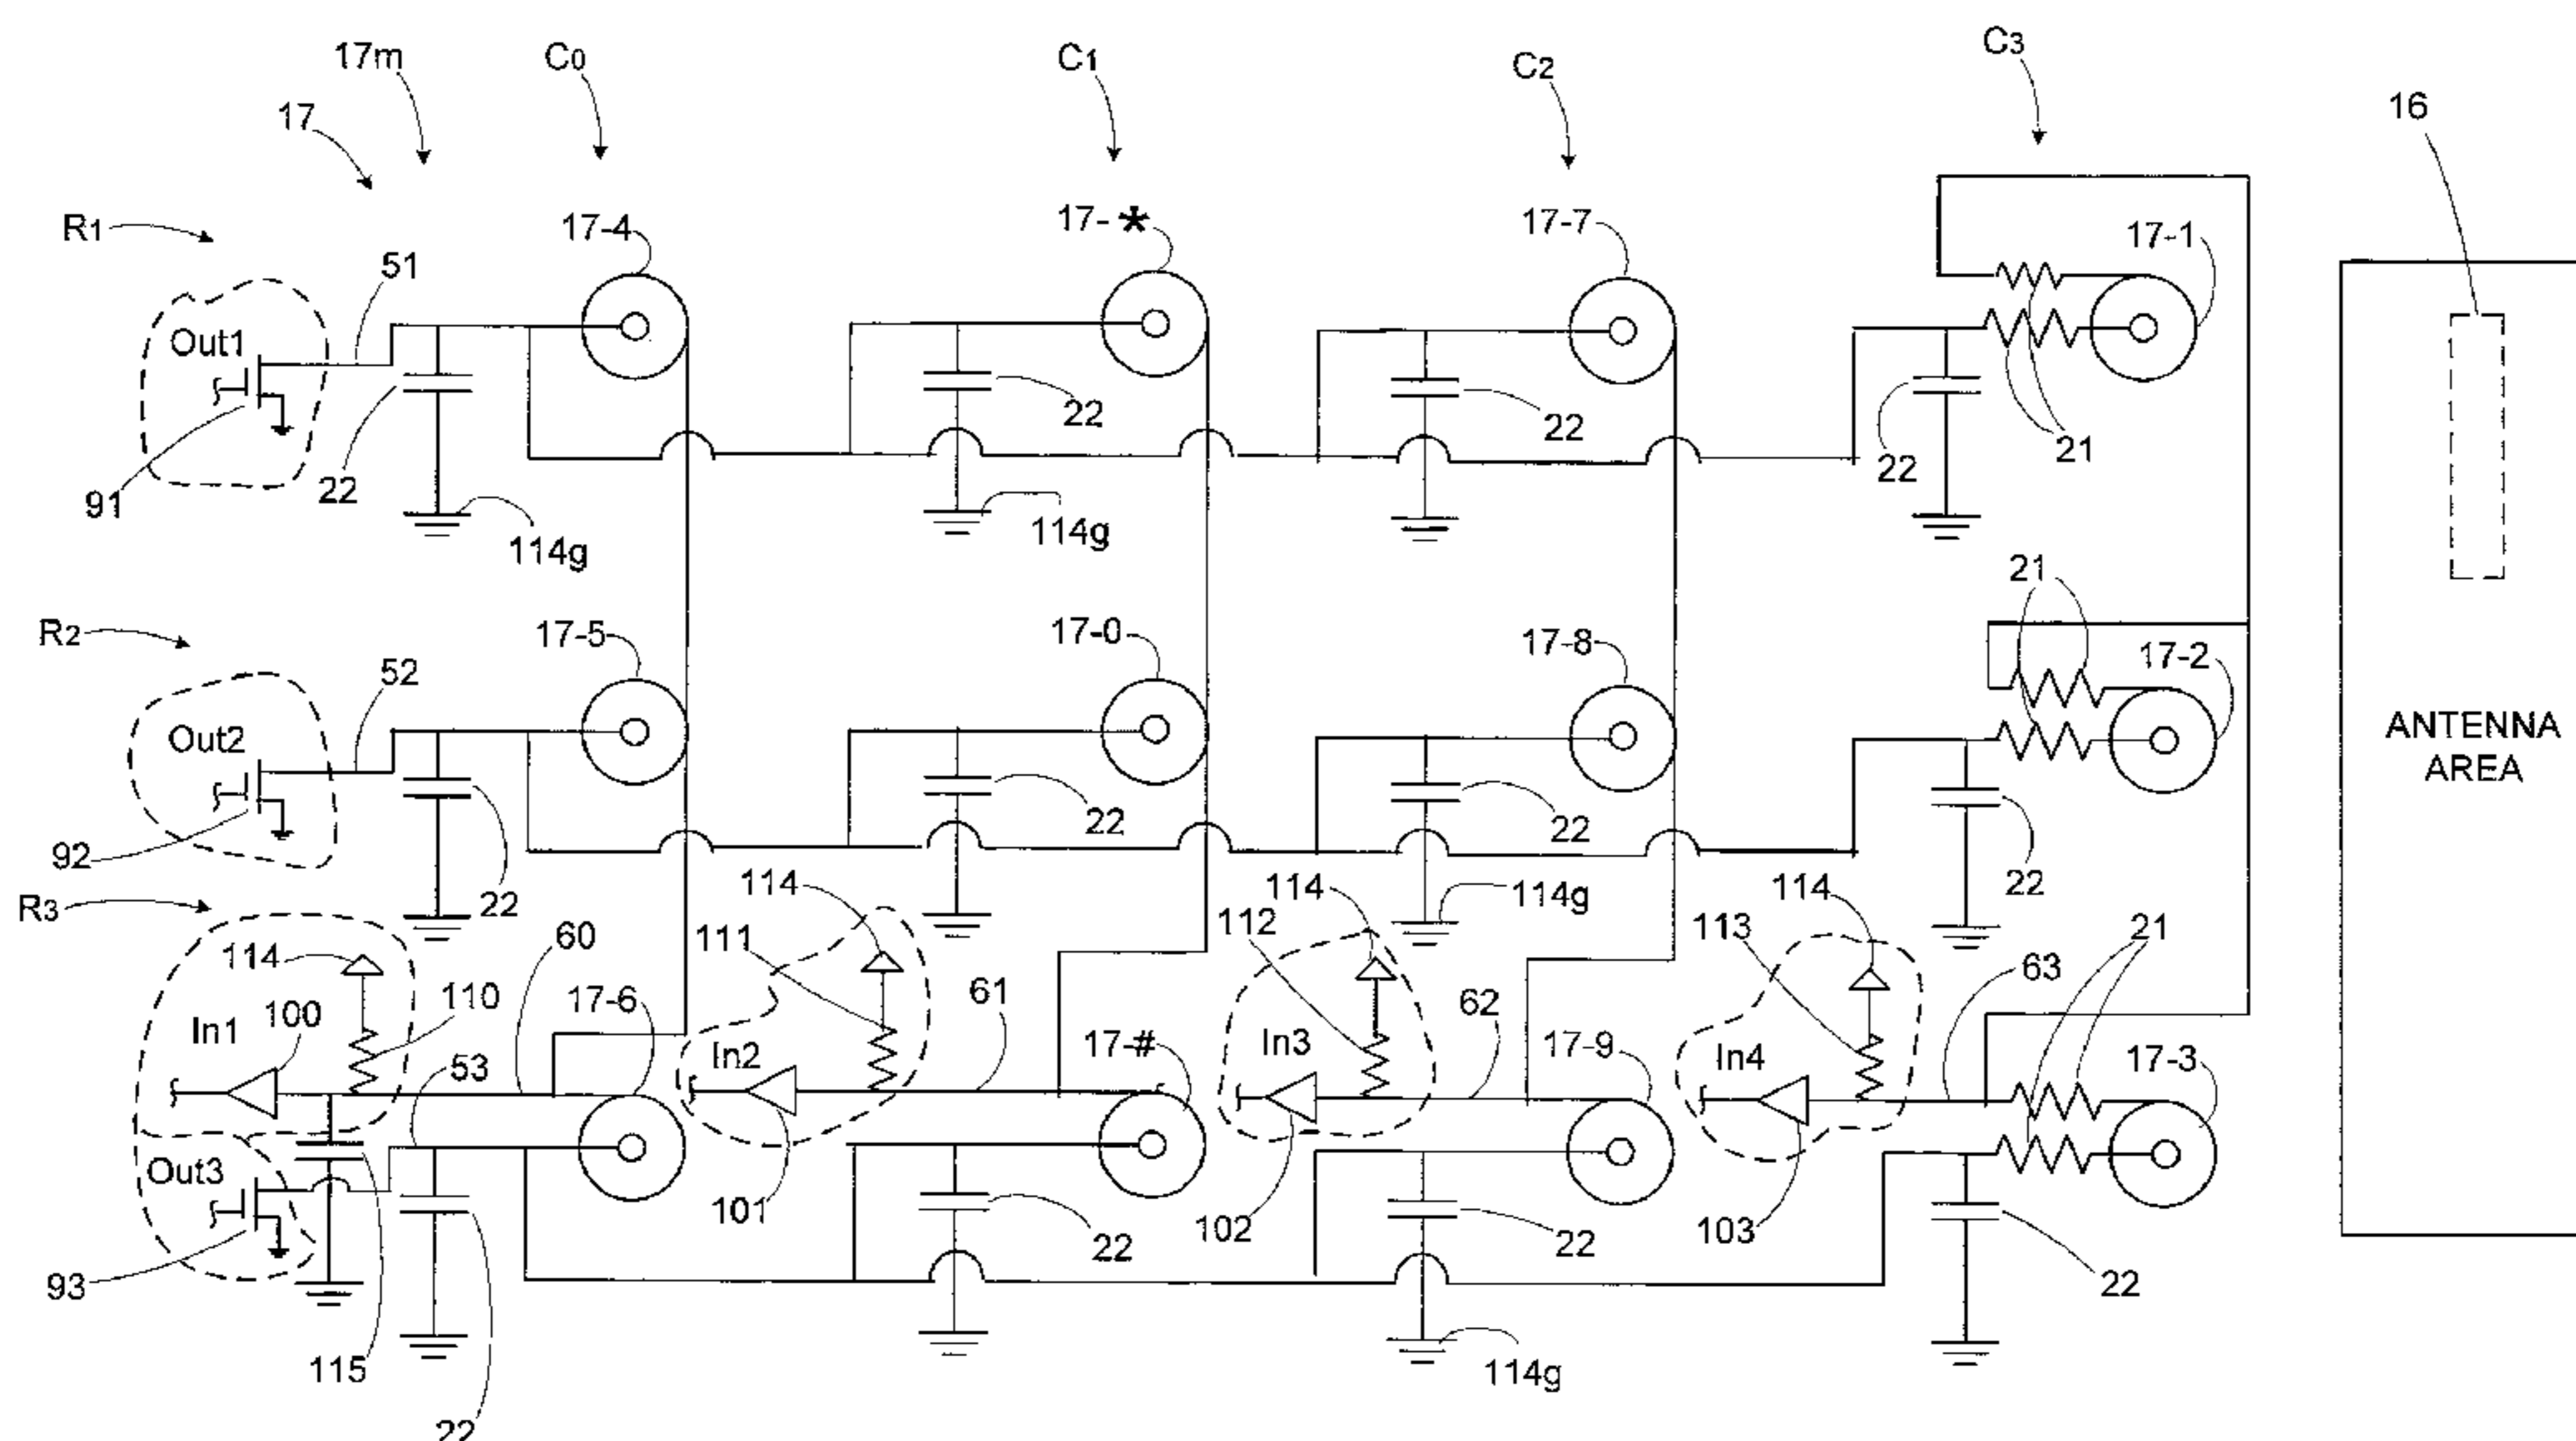 17m
C0
C1
C2
C3
17
16
R1
17-4
17-*
17-7
17-1
51
Out1
22
22
22
21
91
22
114g
114g
21
R2
17-5
17-0
17-8
17-2
52
ANTENNA
AREA
Out2
22
22
92
22
114
114
114g
114
22
R3
111
112
113
21
114
60
61
62
63
110
17-6
100
In1
In2
17-#
In3
17-9
In4
17-3
53
Out3
101
22
102
22
103
93
22
115
114g
22